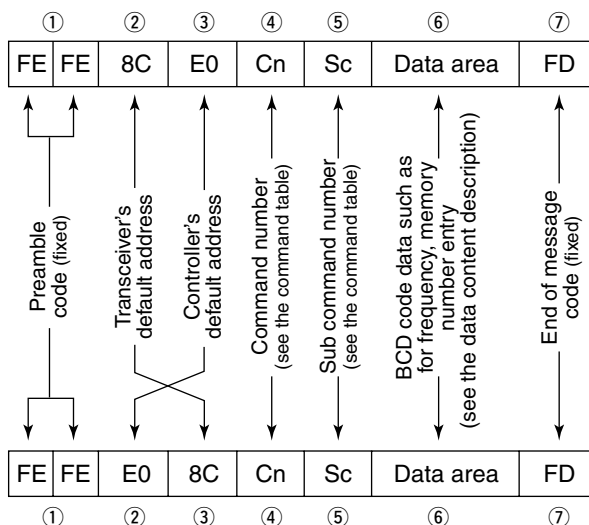 ① ② ③ ④ ⑤ ⑥ ⑦
FE FE 8C E0 Cn Sc Data area FD
Preamble
code (fixed)
Transceiver's
default address
Controller's
default address
Command number
(see the command table)
Sub command number
(see the command table)
BCD code data such as
for frequency, memory
number entry
(see the data content description)
End of message
code (fixed)
FE FE E0 8C Cn Sc Data area FD
① ② ③ ④ ⑤ ⑥ ⑦